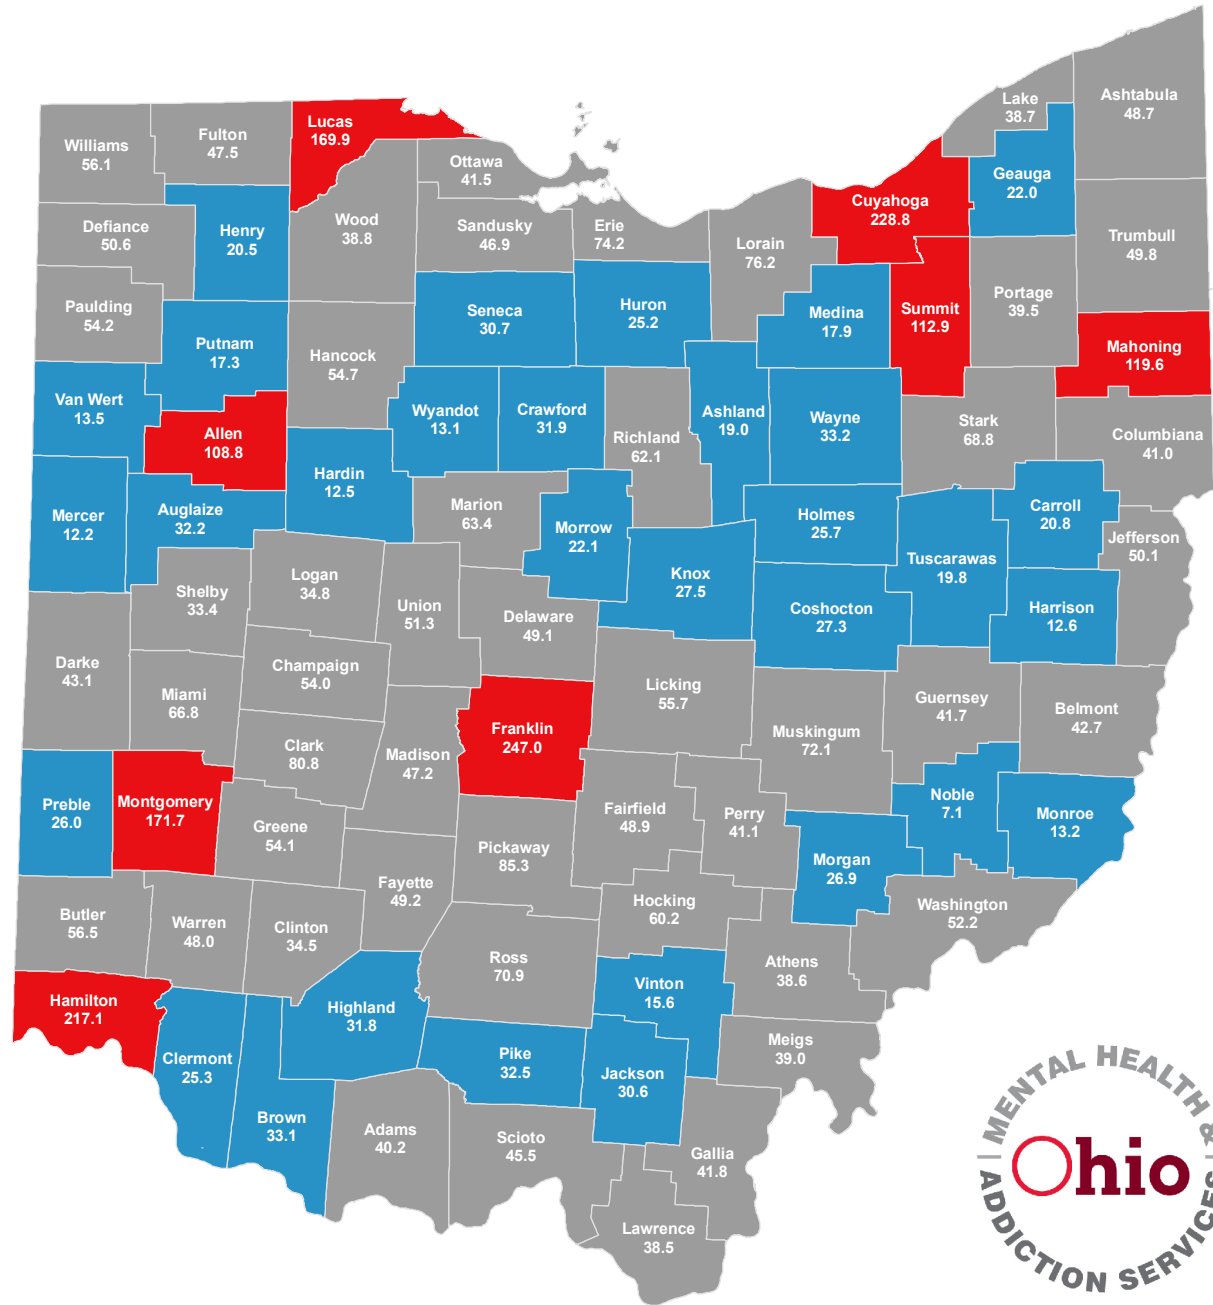 Lake
38.7
Ashtabula
48.7
Lucas
169.9
Fulton
47.5
Williams
56.1
Ottawa
41.5
Geauga
22.0
Cuyahoga
228.8
Wood
38.8
Henry
20.5
Defiance
50.6
Sandusky
46.9
Erie
74.2
Lorain
76.2
Trumbull
49.8
Paulding
54.2
Seneca
30.7
Huron
25.2
Medina
17.9
Summit
112.9
Portage
39.5
Putnam
17.3
Hancock
54.7
Mahoning
119.6
Van Wert
13.5
Allen
108.8
Wyandot
13.1
Crawford
31.9
Richland
62.1
Ashland
19.0
Wayne
33.2
Stark
68.8
Columbiana
41.0
Hardin
12.5
Mercer
12.2
Auglaize
32.2
Marion
63.4
Morrow
22.1
Holmes
25.7
Carroll
20.8
Jefferson
50.1
Tuscarawas
19.8
Shelby
33.4
Logan
34.8
Union
51.3
Delaware
49.1
Knox
27.5
Coshocton
27.3
Harrison
12.6
Darke
43.1
Miami
66.8
Champaign
54.0
Licking
55.7
Guernsey
41.7
Belmont
42.7
Franklin
247.0
Muskingum
72.1
Clark
80.8
Madison
47.2
Preble
26.0
Montgomery
171.7
Greene
54.1
Fairfield
48.9
Perry
41.1
Noble
7.1
Monroe
13.2
Pickaway
85.3
Morgan
26.9
Fayette
49.2
Butler
56.5
Warren
48.0
Clinton
34.5
Hocking
60.2
Washington
52.2
Ross
70.9
Athens
38.6
Hamilton
217.1
Highland
31.8
Vinton
15.6
Clermont
25.3
Pike
32.5
Jackson
30.6
Meigs
39.0
Brown
33.1
Adams
40.2
Scioto
45.5
Gallia
41.8
Lawrence
38.5
MENTAL HEALTH &
Ohio
ADDICTION SERVICES